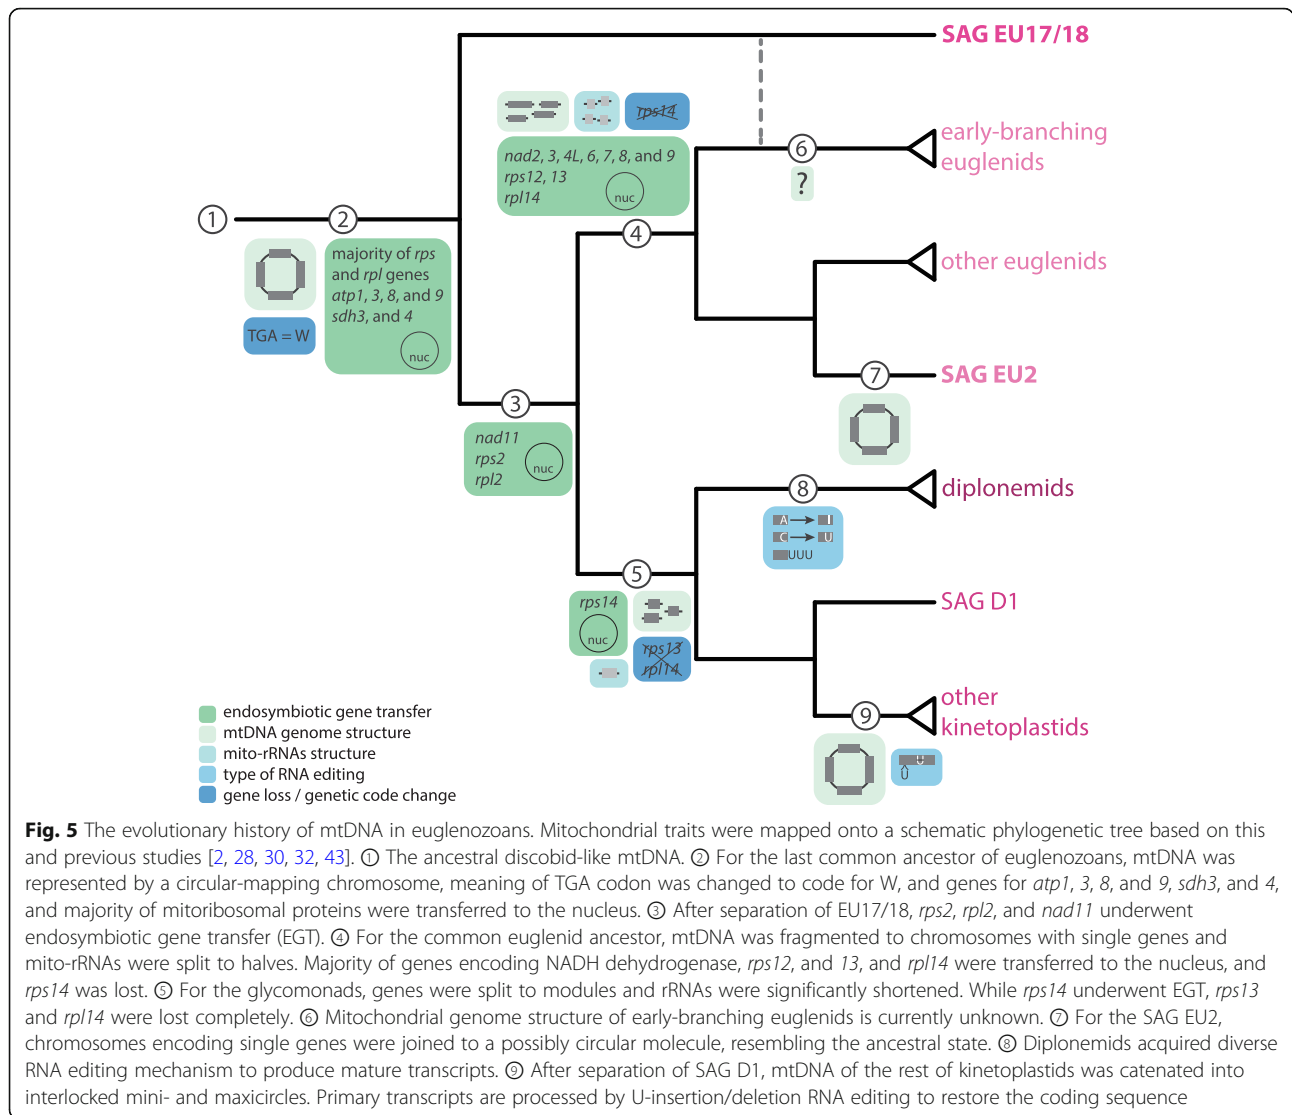 SAG EU17/18
rps14
nad2, 3, 4L, 6, 7, 8, and 9
rps12, 13
rpl14
nuc
early-branching
euglenids
6
?
1
2
4
majority of rps
and rpl genes
atp1, 3, 8, and 9
sdh3, and 4
nuc
TGA = W
other euglenids
7
SAG EU2
3
nad11
rps2
rpl2
nuc
8
diplonemids
A I
C U
UUU
5
rps14
nuc
rps13
rpl14
SAG D1
9
other
kinetoplastids
U
endosymbiotic gene transfer
mtDNA genome structure
mito-rRNAs structure
type of RNA editing
gene loss / genetic code change
Fig. 5 The evolutionary history of mtDNA in euglenozoans. Mitochondrial traits were mapped onto a schematic phylogenetic tree based on this
and previous studies [2, 28, 30, 32, 43]. ① The ancestral discobid-like mtDNA. ② For the last common ancestor of euglenozoans, mtDNA was
represented by a circular-mapping chromosome, meaning of TGA codon was changed to code for W, and genes for atp1, 3, 8, and 9, sdh3, and 4,
and majority of mitoribosomal proteins were transferred to the nucleus. ③ After separation of EU17/18, rps2, rpl2, and nad11 underwent
endosymbiotic gene transfer (EGT). ④ For the common euglenid ancestor, mtDNA was fragmented to chromosomes with single genes and
mito-rRNAs were split to halves. Majority of genes encoding NADH dehydrogenase, rps12, and 13, and rpl14 were transferred to the nucleus, and
rps14 was lost. ⑤ For the glycomonads, genes were split to modules and rRNAs were significantly shortened. While rps14 underwent EGT, rps13
and rpl14 were lost completely. ⑥ Mitochondrial genome structure of early-branching euglenids is currently unknown. ⑦ For the SAG EU2,
chromosomes encoding single genes were joined to a possibly circular molecule, resembling the ancestral state. ⑧ Diplonemids acquired diverse
RNA editing mechanism to produce mature transcripts. ⑨ After separation of SAG D1, mtDNA of the rest of kinetoplastids was catenated into
interlocked mini- and maxicircles. Primary transcripts are processed by U-insertion/deletion RNA editing to restore the coding sequence